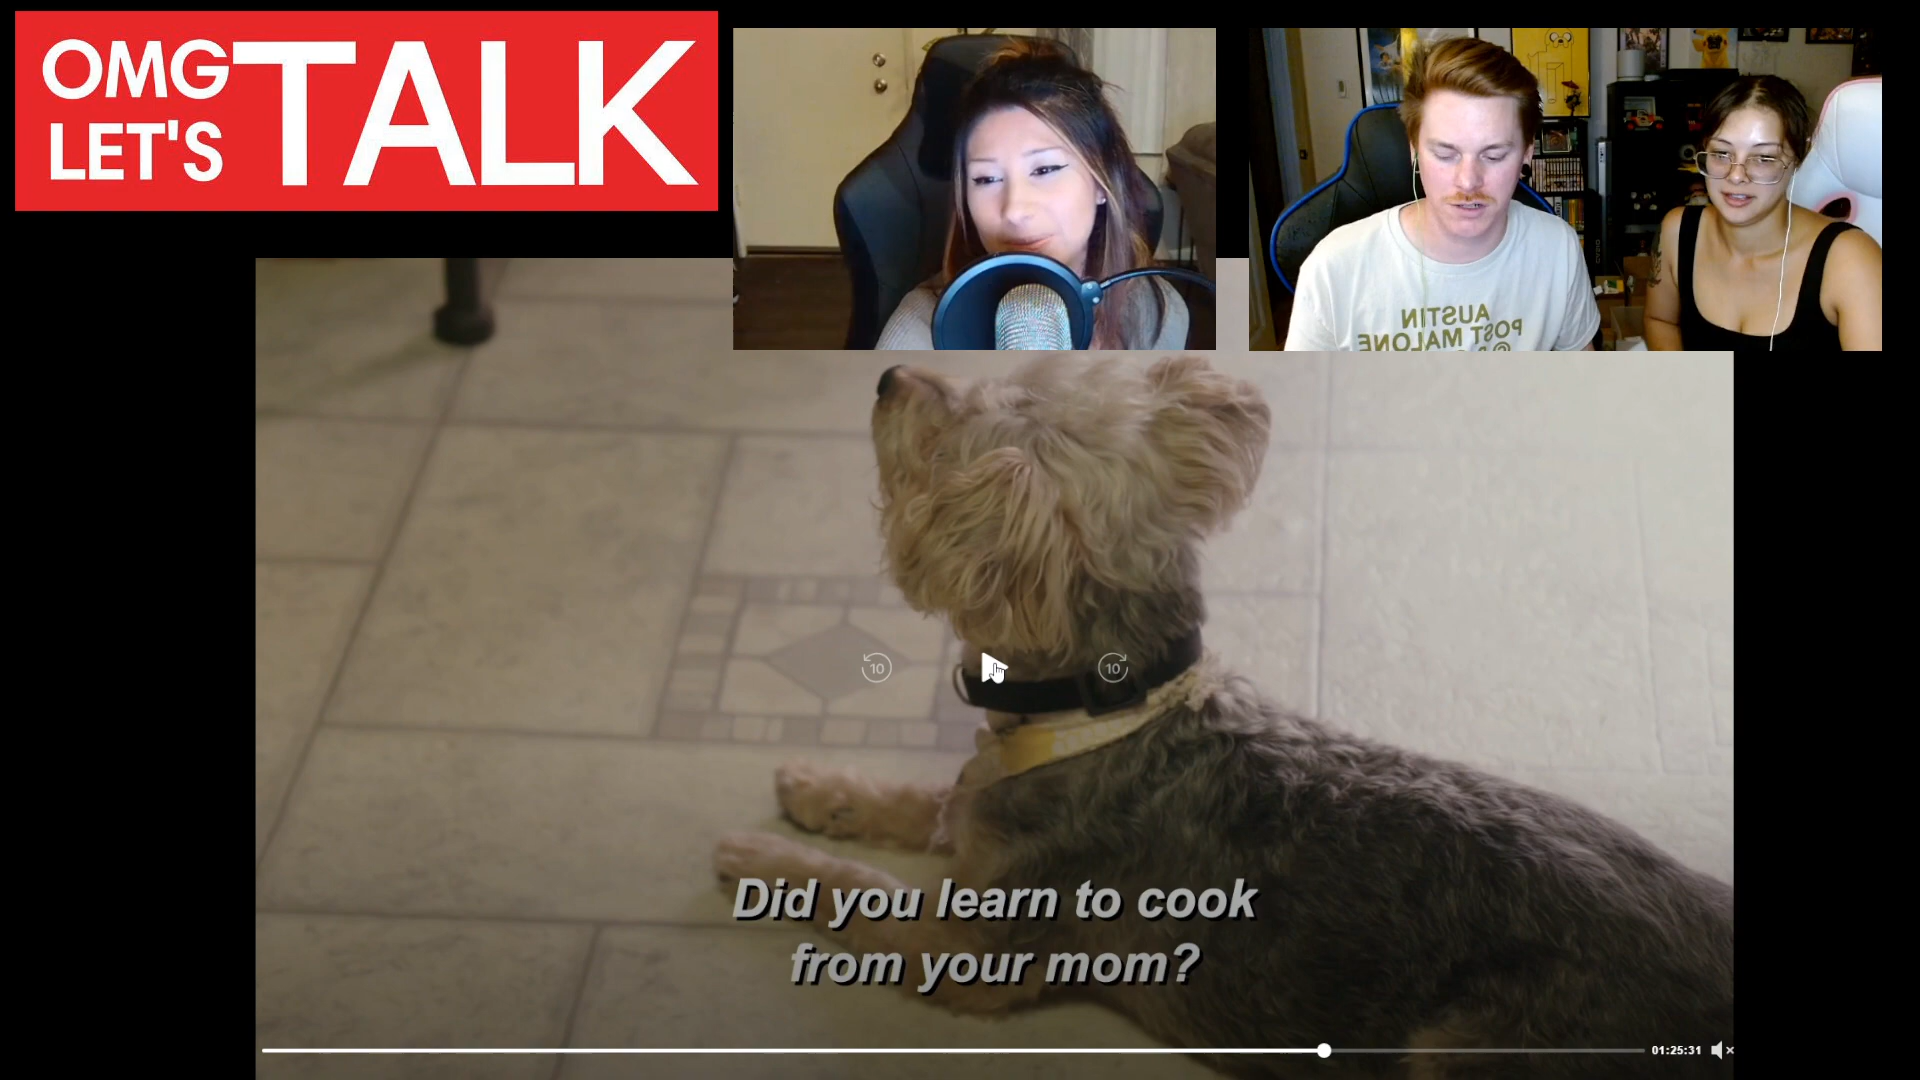 OMG
LET'S
TALK
AUSTIN
POST MALONE
Did you learn to cook
from your mom?
10
10
01:25:31